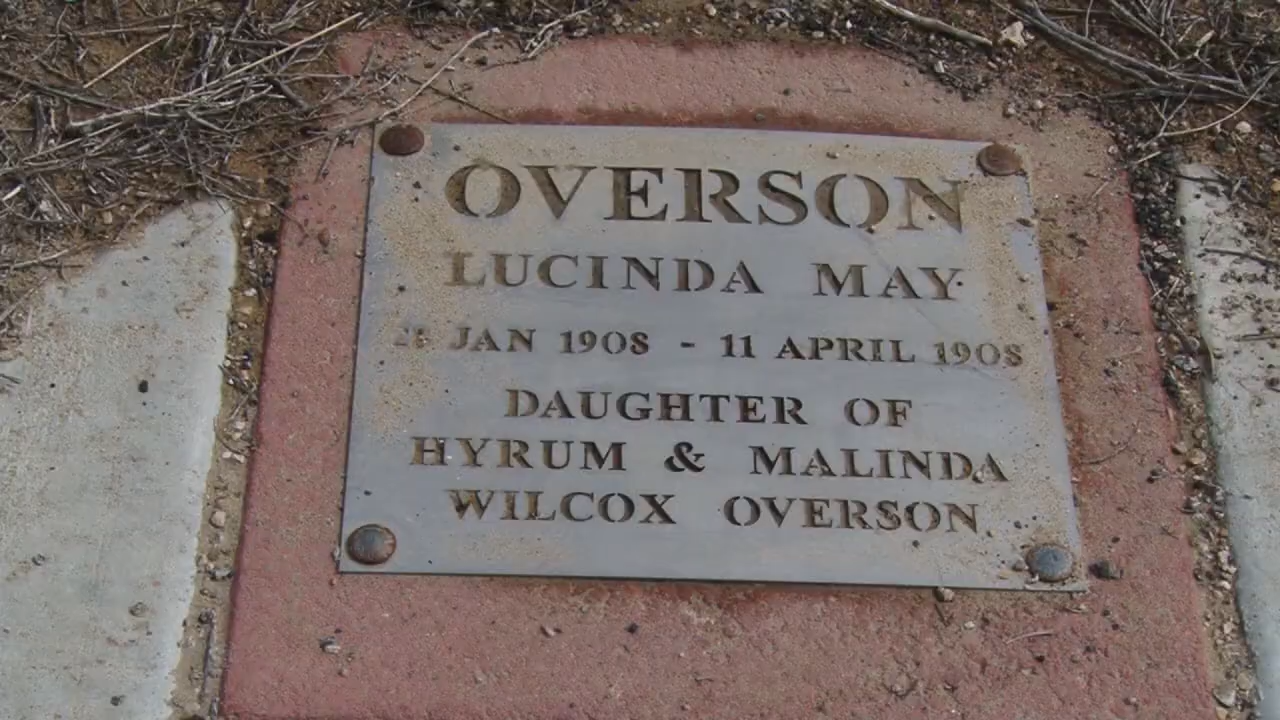 OVERSON
LUCINDA MAY
JAN 1908 - 11 APRIL 1908
DAUGHTER OF
HYRUM & MALINDA
WILCOX OVERSON